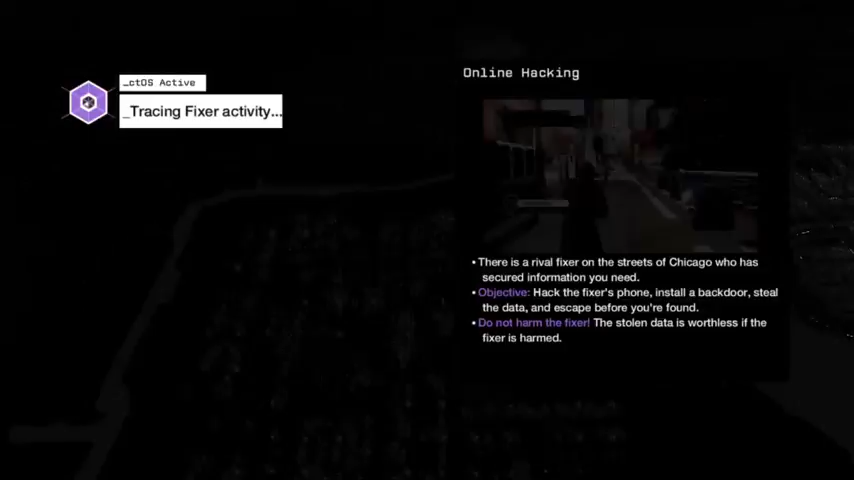 _ctOS Active
_Tracing Fixer activity...
Online Hacking
•There is a rival fixer on the streets of Chicago who has
secured information you need.
•Objective: Hack the fixer's phone, install a backdoor, steal
the data, and escape before you're found.
•Do not harm the fixer! The stolen data is worthless if the
fixer is harmed.